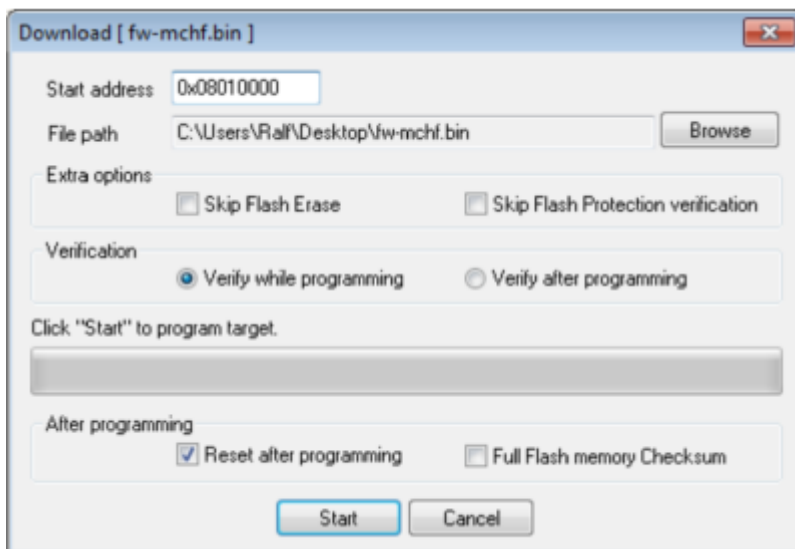 Download [ fw-mchf.bin ]
Start address 0x08010000
File path C:\Users\Ralf\Desktop\fw-mchf.bin Browse
Extra options
Skip Flash Erase Skip Flash Protection verification
Verification
Verify while programming Verify after programming
Click "Start" to program target.
After programming
Reset after programming Full Flash memory Checksum
Start Cancel